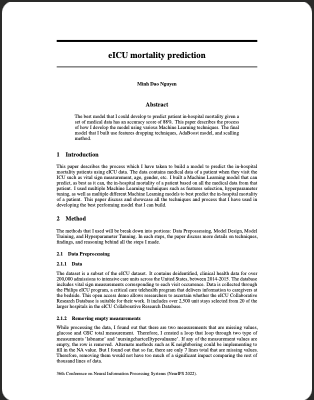 eICU mortality prediction
Minh Duc Nguyen
Abstract
The best model that I could develop to predict patient in-hospital mortality given a
set of medical data has an accuracy score of 88%. This paper describes the process
of how I develop the model using various Machine Learning techniques. The final
model that I built use features dropping techniques, AdaBoost model, and scaling
method.
1 Introduction
This paper describes the process which I have taken to build a model to predict the in-hospital
mortality patients using eICU data. The data contains medical data of a patient when they visit the
ICU such as vital sign measurement, age, gender, etc. I built a Machine Learning model that can
predict, as best as it can, the in-hospital mortality of a patient based on all the medical data from that
patient. I used multiple Machine Learning techniques such as features selection, hyperparameter
tuning, as well as multiple different Machine Learning models to best predict the in-hospital mortality
of a patient. This paper discuss and showcase all the techniques and process that I have used in
developing the best performing model that I can build.
2 Method
The methods that I will be break down into portions: Data Preprocessing, Model Design, Model
Training, and Hyperparameter Tunning. In each steps, the paper discuss more details on techniques,
findings, and reasoning behind all the steps I made.
2.1 Data Preprocessing
2.1.1 Data
The dataset is a subset of the eICU dataset. It contains deidentified, clinical health data for over
200,000 admissions to intensive care units across the United States, between 2014-2015. The database
includes vital sign measurements corresponding to each visit occurrence. Data is collected through
the Philips eICU program, a critical care telehealth program that delivers information to caregivers at
the bedside. This open access demo allows researchers to ascertain whether the eICU Collaborative
Research Database is suitable for their work. It includes over 2,500 unit stays selected from 20 of the
larger hospitals in the eICU Collaborative Research Database.
2.1.2 Removing empty measurements
While processing the data, I found out that there are two measurements that are missing values,
glucose and GSC total measurement. Therefore, I created a loop that loop through two type of
measurements 'labname' and 'nursingchartcelltypevalname'. If any of the measurement values are
empty, the row is removed. Alternate methods such as K neighboring could be implementing to
fill in the NA value. But I found out that so far, there are only 7 lines total that are missing values.
Therefore, removing them would not have too much of a significant impact comparing the rest of
thousand lines of data.
36th Conference on Neural Information Processing Systems (NeurIPS 2022).